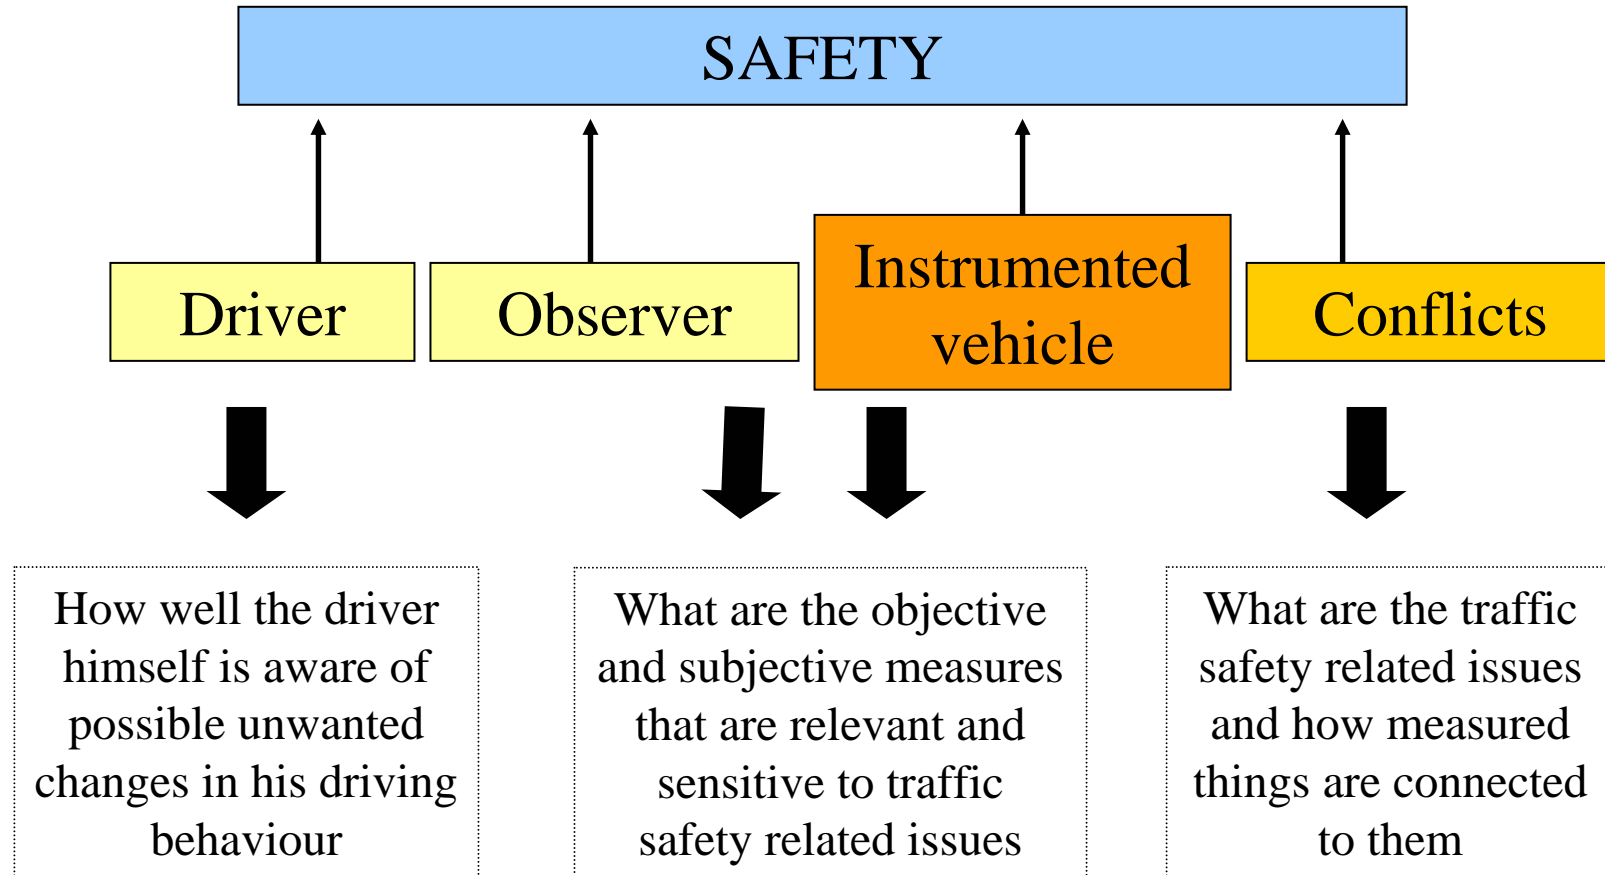 SAFETY
Driver
Observer
Instrumented
vehicle
Conflicts
How well the driver
himself is aware of
possible unwanted
changes in his driving
behaviour
What are the objective
and subjective measures
that are relevant and
sensitive to traffic
safety related issues
What are the traffic
safety related issues
and how measured
things are connected
to them